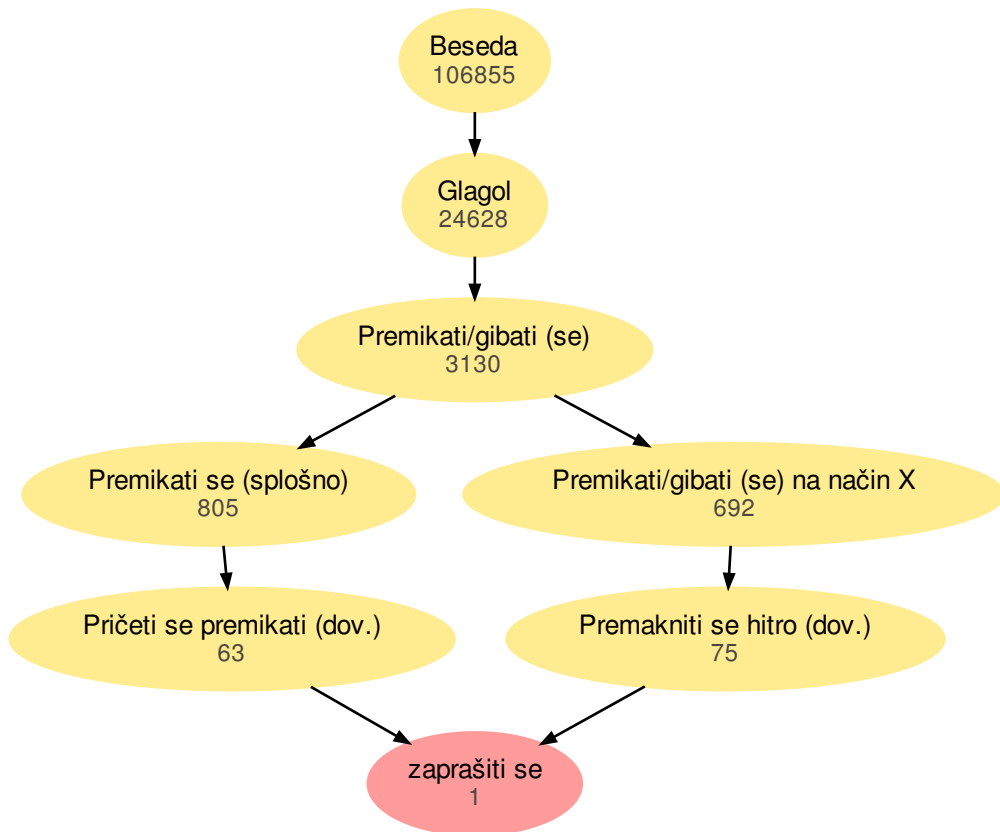 Beseda
106855
Glagol
24628
Premikati/gibati (se)
3130
Premikati se (splošno)
805
Premikati/gibati (se) na način X
692
Pričeti se premikati (dov.)
63
Premakniti se hitro (dov.)
75
zaprašiti se
1